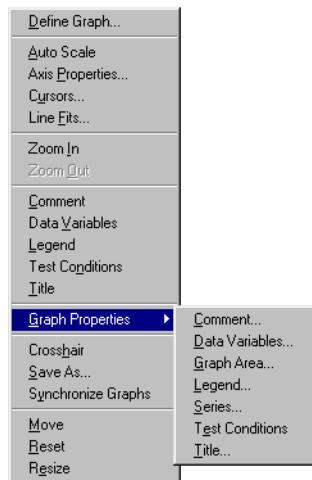 Define Graph...
Auto Scale
Axis Properties...
Cursors...
Line Fits...
Zoom In
Zoom Out
Comment
Data Variables
Legend
Test Conditions
Title
Graph Properties
Crosshair
Save As...
Synchronize Graphs
Move
Reset
Resize
Comment...
Data Variables...
Graph Area...
Legend...
Series...
Test Conditions
Title...